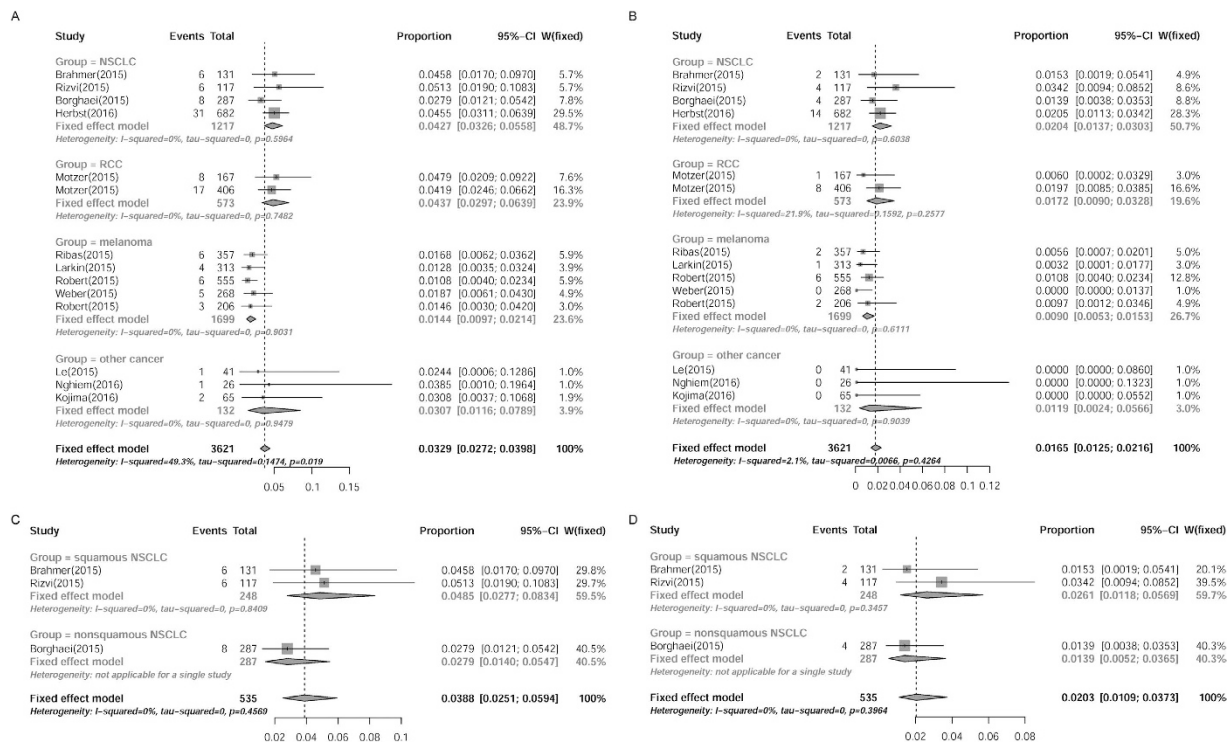 A
Study Events Total Proportion 95%-CI W(fixed)
Group = NSCLC
Brahmer(2015) 6 131 0.0458 [0.0170; 0.0970] 5.7%
Rizvi(2015) 6 117 0.0513 [0.0190; 0.1083] 5.7%
Borghaei(2015) 8 287 0.0279 [0.0121; 0.0542] 7.8%
Herbst(2016) 31 682 0.0455 [0.0311; 0.0639] 29.5%
Fixed effect model 1217 0.0427 [0.0326; 0.0558] 48.7%
Heterogeneity: I-squared=0%, tau-squared=0, p=0.5964
Group = RCC
Motzer(2015) 8 167 0.0479 [0.0209; 0.0922] 7.6%
Motzer(2015) 17 406 0.0419 [0.0246; 0.0662] 16.3%
Fixed effect model 573 0.0437 [0.0297; 0.0639] 23.9%
Heterogeneity: I-squared=0%, tau-squared=0, p=0.7482
Group = melanoma
Ribas(2015) 6 357 0.0168 [0.0062; 0.0362] 5.9%
Larkin(2015) 4 313 0.0128 [0.0035; 0.0324] 3.9%
Robert(2015) 6 555 0.0108 [0.0040; 0.0234] 5.9%
Weber(2015) 5 268 0.0187 [0.0061; 0.0430] 4.9%
Robert(2015) 3 206 0.0146 [0.0030; 0.0420] 3.0%
Fixed effect model 1699 0.0144 [0.0097; 0.0214] 23.6%
Heterogeneity: I-squared=0%, tau-squared=0, p=0.9031
Group = other cancer
Le(2015) 1 41 0.0244 [0.0006; 0.1286] 1.0%
Nghiem(2016) 1 26 0.0385 [0.0010; 0.1964] 1.0%
Kojima(2016) 2 65 0.0308 [0.0037; 0.1068] 1.9%
Fixed effect model 132 0.0307 [0.0116; 0.0789] 3.9%
Heterogeneity: I-squared=0%, tau-squared=0, p=0.9479
Fixed effect model 3621 0.0329 [0.0272; 0.0398] 100%
Heterogeneity: I-squared=49.3%, tau-squared=0.1474, p=0.019
0.05 0.1 0.15
B
Study Events Total Proportion 95%-CI W(fixed)
Group = NSCLC
Brahmer(2015) 2 131 0.0153 [0.0019; 0.0541] 4.9%
Rizvi(2015) 4 117 0.0342 [0.0094; 0.0852] 8.6%
Borghaei(2015) 4 287 0.0139 [0.0038; 0.0353] 8.8%
Herbst(2016) 14 682 0.0205 [0.0113; 0.0342] 28.3%
Fixed effect model 1217 0.0204 [0.0137; 0.0303] 50.7%
Heterogeneity: I-squared=0%, tau-squared=0, p=0.6038
Group = RCC
Motzer(2015) 1 167 0.0060 [0.0002; 0.0329] 3.0%
Motzer(2015) 8 406 0.0197 [0.0085; 0.0385] 16.6%
Fixed effect model 573 0.0172 [0.0090; 0.0328] 19.6%
Heterogeneity: I-squared=21.9%, tau-squared=0.1592, p=0.2577
Group = melanoma
Ribas(2015) 2 357 0.0056 [0.0007; 0.0201] 5.0%
Larkin(2015) 1 313 0.0032 [0.0001; 0.0177] 3.0%
Robert(2015) 6 555 0.0108 [0.0040; 0.0234] 12.8%
Weber(2015) 0 268 0.0000 [0.0000; 0.0137] 1.0%
Robert(2015) 2 206 0.0097 [0.0012; 0.0346] 4.9%
Fixed effect model 1699 0.0090 [0.0053; 0.0153] 26.7%
Heterogeneity: I-squared=0%, tau-squared=0, p=0.6111
Group = other cancer
Le(2015) 0 41 0.0000 [0.0000; 0.0860] 1.0%
Nghiem(2016) 0 26 0.0000 [0.0000; 0.1323] 1.0%
Kojima(2016) 0 65 0.0000 [0.0000; 0.0552] 1.0%
Fixed effect model 132 0.0119 [0.0024; 0.0566] 3.0%
Heterogeneity: I-squared=0%, tau-squared=0, p=0.9039
Fixed effect model 3621 0.0165 [0.0125; 0.0216] 100%
Heterogeneity: I-squared=2.1%, tau-squared=0.0066, p=0.4264
0 0.02 0.04 0.06 0.08 0.1 0.12
C
Study Events Total Proportion 95%-CI W(fixed)
Group = squamous NSCLC
Brahmer(2015) 6 131 0.0458 [0.0170; 0.0970] 29.8%
Rizvi(2015) 6 117 0.0513 [0.0190; 0.1083] 29.7%
Fixed effect model 248 0.0485 [0.0277; 0.0834] 59.5%
Heterogeneity: I-squared=0%, tau-squared=0, p=0.8409
Group = nonsquamous NSCLC
Borghaei(2015) 8 287 0.0279 [0.0121; 0.0542] 40.5%
Fixed effect model 287 0.0279 [0.0140; 0.0547] 40.5%
Heterogeneity: not applicable for a single study
Fixed effect model 535 0.0388 [0.0251; 0.0594] 100%
Heterogeneity: I-squared=0%, tau-squared=0, p=0.4569
0.02 0.04 0.06 0.08 0.1
D
Study Events Total Proportion 95%-CI W(fixed)
Group = squamous NSCLC
Brahmer(2015) 2 131 0.0153 [0.0019; 0.0541] 20.1%
Rizvi(2015) 4 117 0.0342 [0.0094; 0.0852] 39.5%
Fixed effect model 248 0.0261 [0.0118; 0.0569] 59.7%
Heterogeneity: I-squared=0%, tau-squared=0, p=0.3457
Group = nonsquamous NSCLC
Borghaei(2015) 4 287 0.0139 [0.0038; 0.0353] 40.3%
Fixed effect model 287 0.0139 [0.0052; 0.0365] 40.3%
Heterogeneity: not applicable for a single study
Fixed effect model 535 0.0203 [0.0109; 0.0373] 100%
Heterogeneity: I-squared=0%, tau-squared=0, p=0.3964
0.02 0.04 0.06 0.08